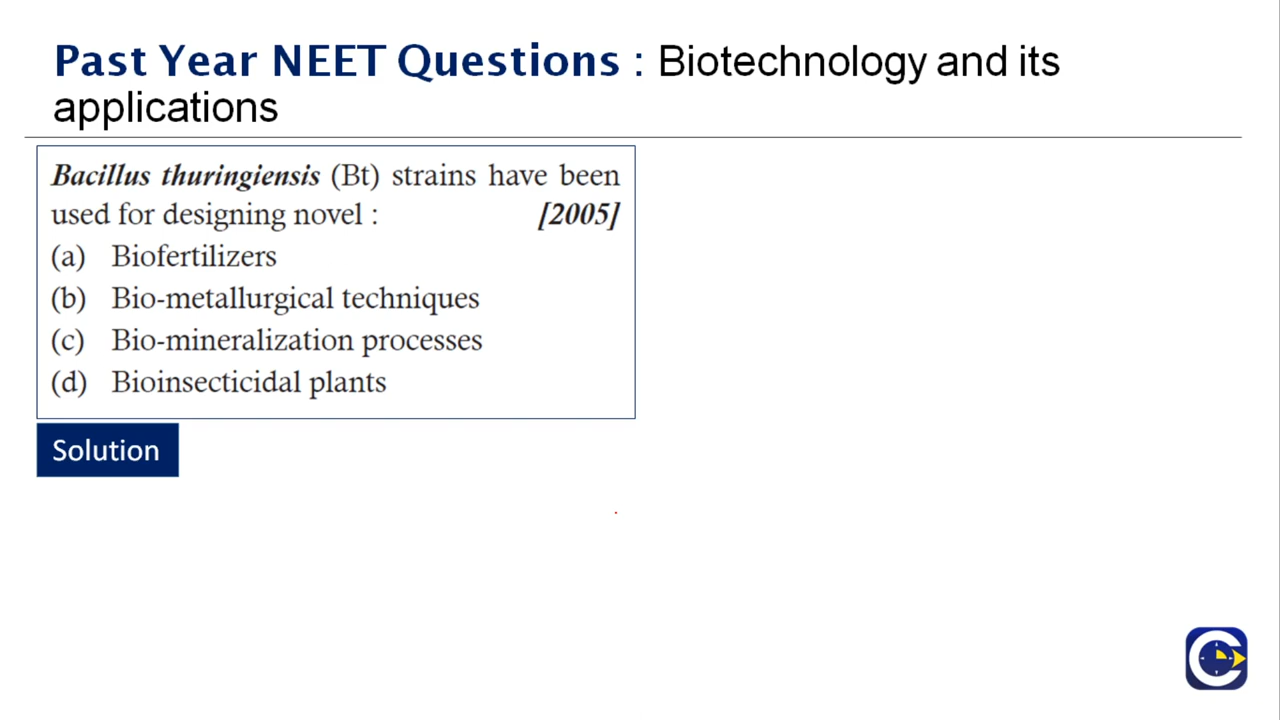 Past Year NEET Questions : Biotechnology and its
applications
Bacillus thuringiensis (Bt) strains have been
used for designing novel : [2005]
(a) Biofertilizers
(b) Bio-metallurgical techniques
(c) Bio-mineralization processes
(d) Bioinsecticidal plants
Solution